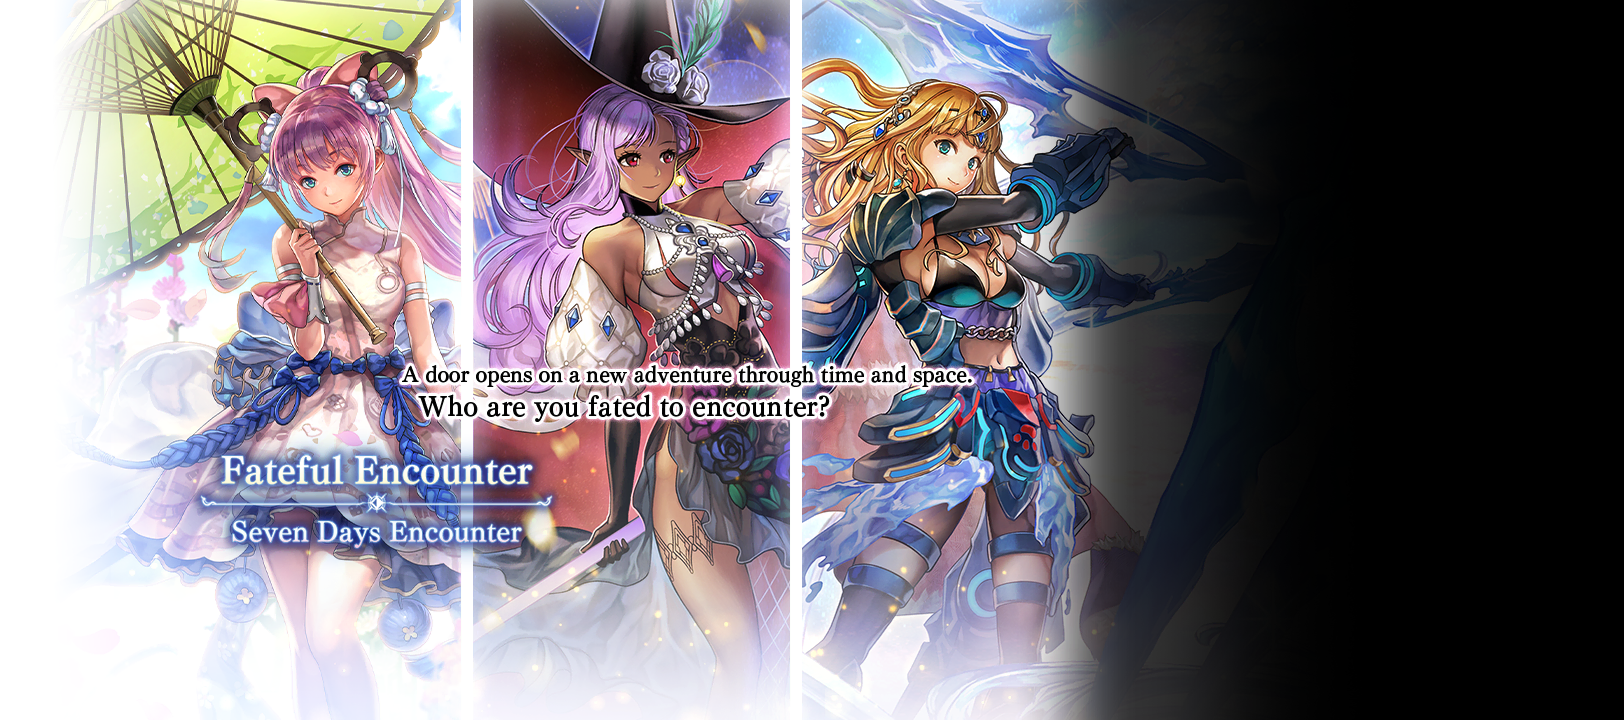 A door opens on a new adventure through time and space.
Who are you fated to encounter?
Fateful Encounter
Seven Days Encounter